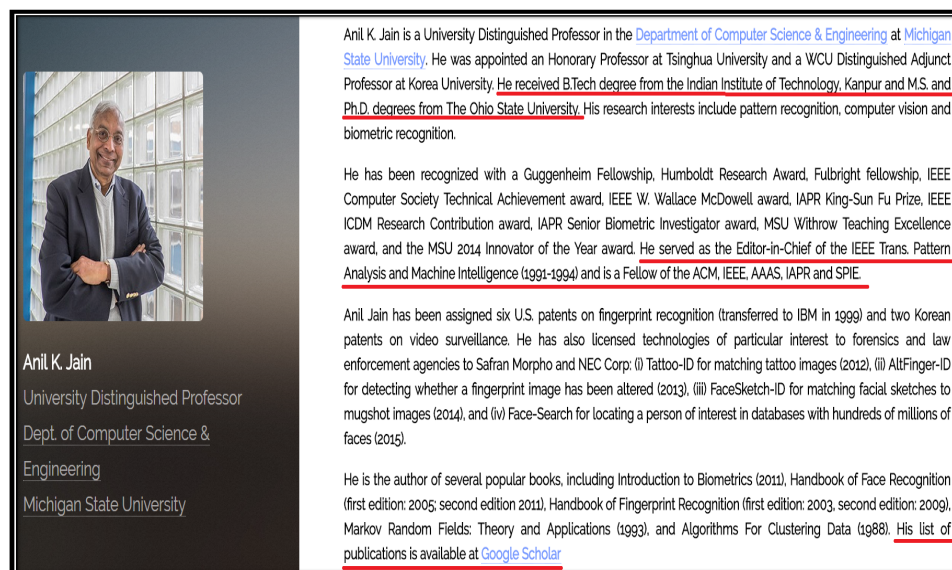 Anil K. Jain
University Distinguished Professor
Dept. of Computer Science &
Engineering
Michigan State University
Anil K. Jain is a University Distinguished Professor in the Department of Computer Science & Engineering at Michigan
State University. He was appointed an Honorary Professor at Tsinghua University and a WCU Distinguished Adjunct
Professor at Korea University. He received B.Tech degree from the Indian Institute of Technology, Kanpur and M.S. and
Ph.D. degrees from The Ohio State University. His research interests include pattern recognition, computer vision and
biometric recognition.
He has been recognized with a Guggenheim Fellowship, Humboldt Research Award, Fulbright fellowship, IEEE
Computer Society Technical Achievement award, IEEE W. Wallace McDowell award, IAPR King-Sun Fu Prize, IEEE
ICDM Research Contribution award, IAPR Senior Biometric Investigator award, MSU Withrow Teaching Excellence
award, and the MSU 2014 Innovator of the Year award. He served as the Editor-in-Chief of the IEEE Trans. Pattern
Analysis and Machine Intelligence (1991-1994) and is a Fellow of the ACM, IEEE, AAAS, IAPR and SPIE.
Anil Jain has been assigned six U.S. patents on fingerprint recognition (transferred to IBM in 1999) and two Korean
patents on video surveillance. He has also licensed technologies of particular interest to forensics and law
enforcement agencies to Safran Morpho and NEC Corp: (i) Tattoo-ID for matching tattoo images (2012), (ii) AltFinger-ID
for detecting whether a fingerprint image has been altered (2013), (iii) FaceSketch-ID for matching facial sketches to
mugshot images (2014), and (iv) Face-Search for locating a person of interest in databases with hundreds of millions of
faces (2015).
He is the author of several popular books, including Introduction to Biometrics (2011), Handbook of Face Recognition
(first edition: 2005; second edition 2011), Handbook of Fingerprint Recognition (first edition: 2003, second edition: 2009),
Markov Random Fields: Theory and Applications (1993), and Algorithms For Clustering Data (1988). His list of
publications is available at Google Scholar